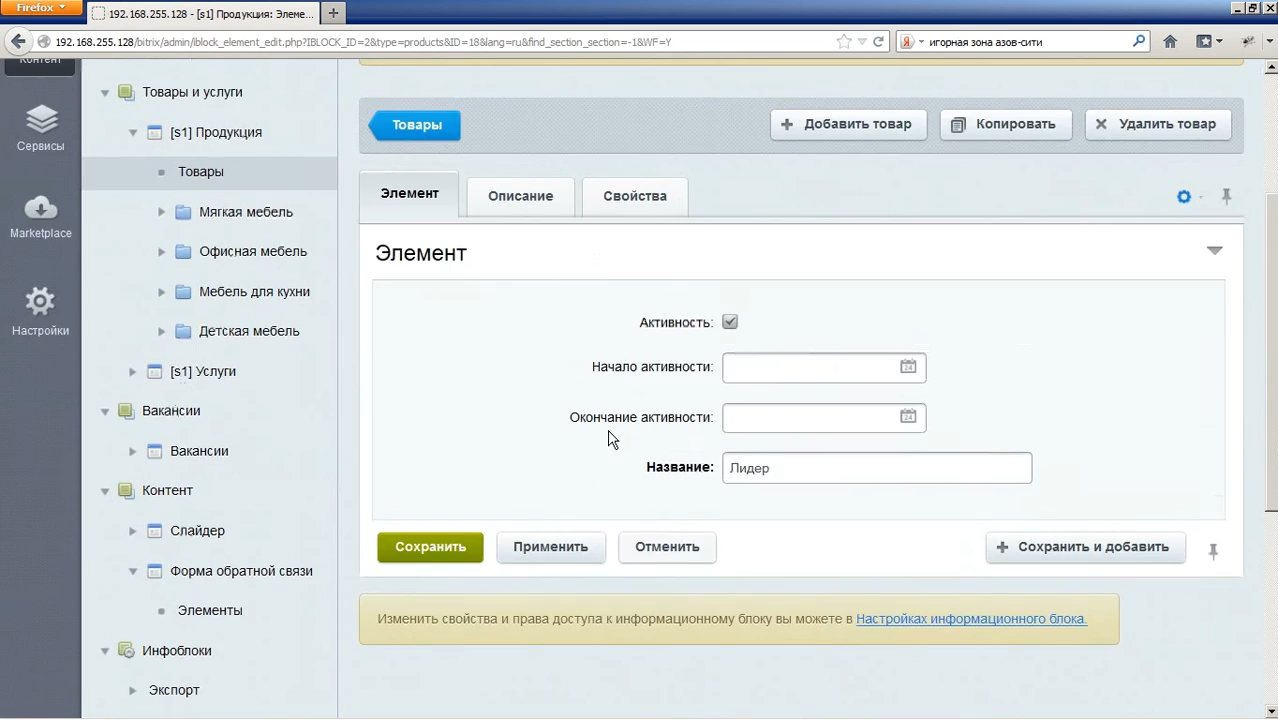 Firefox
192.168.255.128 - [s1] Продукция: Элеме...
192.168.255.128/bitrix/admin/iblock_element_edit.php?IBLOCK_ID=2&type=products&ID=18&lang=ru&find_section_section=-1&WF=Y
игорная зона азов-сити
Контент
Сервисы
Marketplace
Настройки
Товары и услуги
[s1] Продукция
Товары
Мягкая мебель
Офисная мебель
Мебель для кухни
Детская мебель
[s1] Услуги
Вакансии
Вакансии
Контент
Слайдер
Форма обратной связи
Элементы
Инфоблоки
Экспорт
Товары
Добавить товар
Копировать
Удалить товар
Элемент
Описание
Свойства
Элемент
Активность:
Начало активности:
24
Окончание активности:
24
Название: Лидер
Сохранить
Применить
Отменить
Сохранить и добавить
Изменить свойства и права доступа к информационному блоку вы можете в Настройках информационного блока.